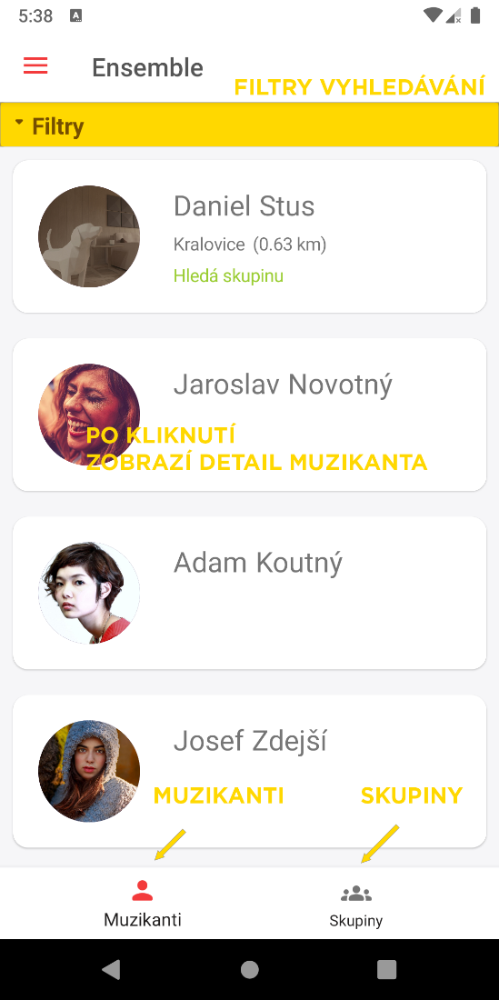 5:38
A
Ensemble
FILTRY VYHLEDÁVÁNÍ
Filtry
Daniel Stus
Kralovice (0.63 km)
Hledá skupinu
Jaroslav Novotný
PO KLIKNUTÍ
ZOBRAZÍ DETAIL MUZIKANTA
Adam Koutný
Josef Zdejší
MUZIKANTI SKUPINY
Muzikanti Skupiny